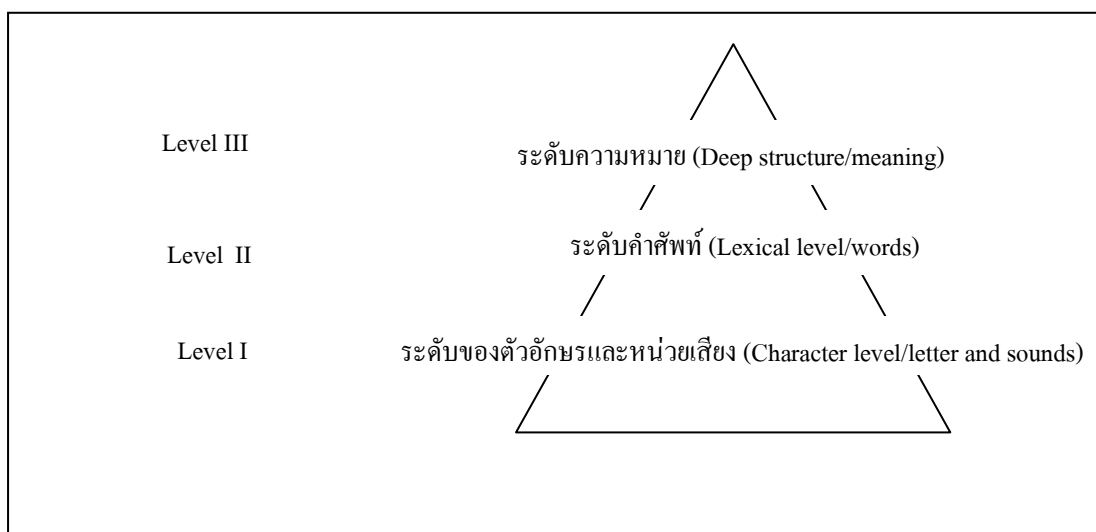 Level III
ระดับความหมาย (Deep structure/meaning)
Level II
ระดับคำศัพท์ (Lexical level/words)
Level I
ระดับของตัวอักษรและหน่วยเสียง (Character level/letter and sounds)